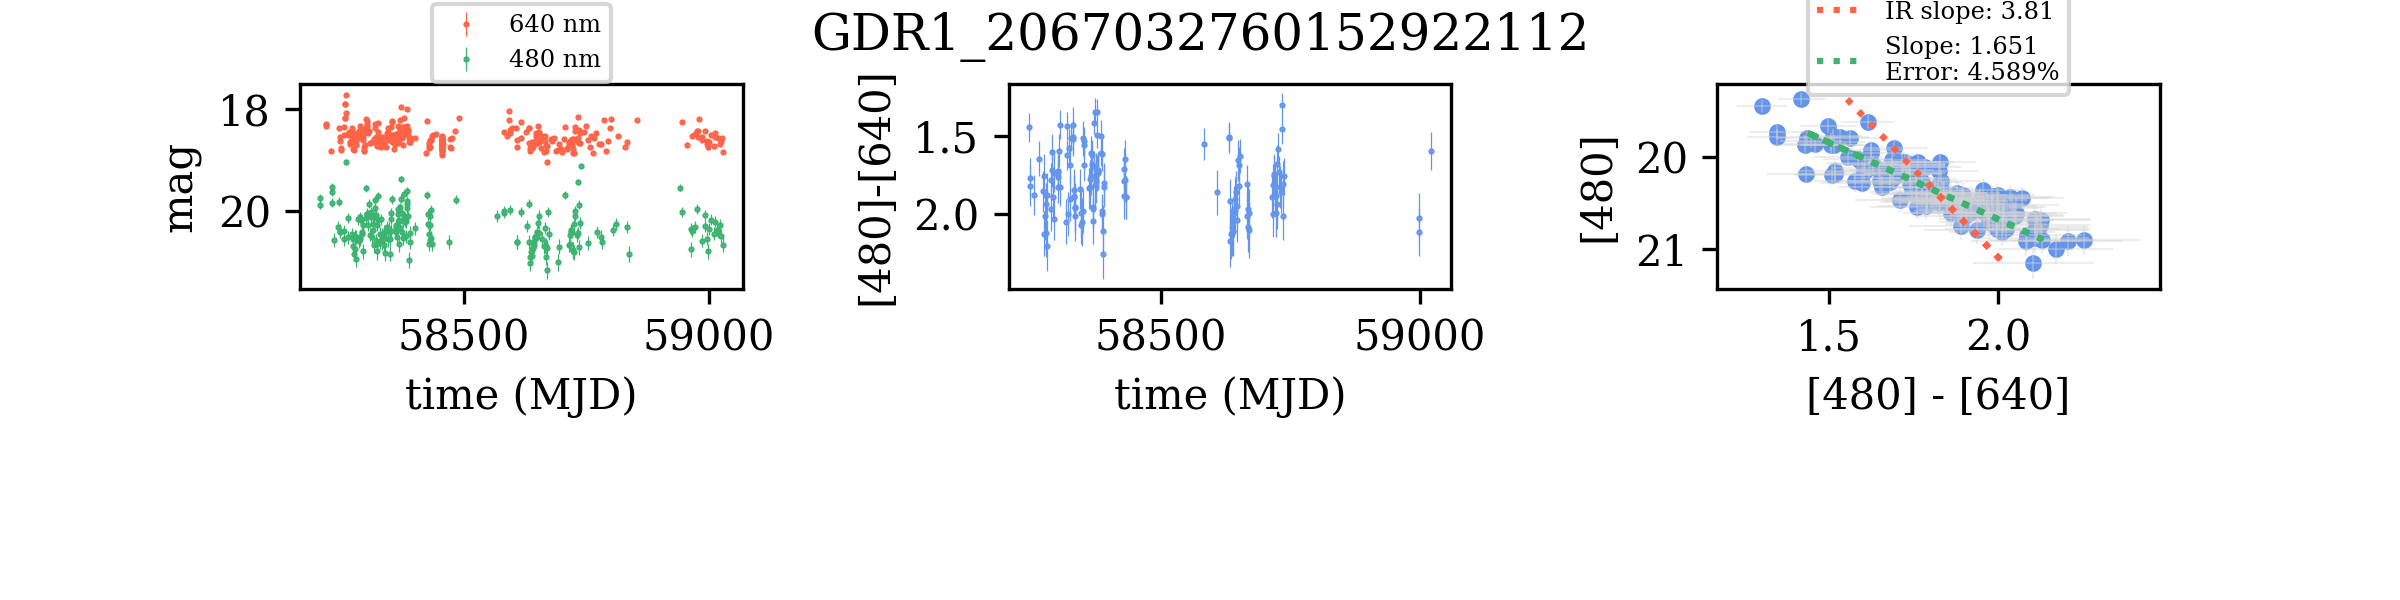 GDR1_2067032760152922112
640 nm
480 nm
mag
18
20
58500
59000
time (MJD)
[480]-[640]
1.5
2.0
58500
59000
time (MJD)
IR slope: 3.81
Slope: 1.651
Error: 4.589%
[480]
20
21
1.5
2.0
[480] - [640]